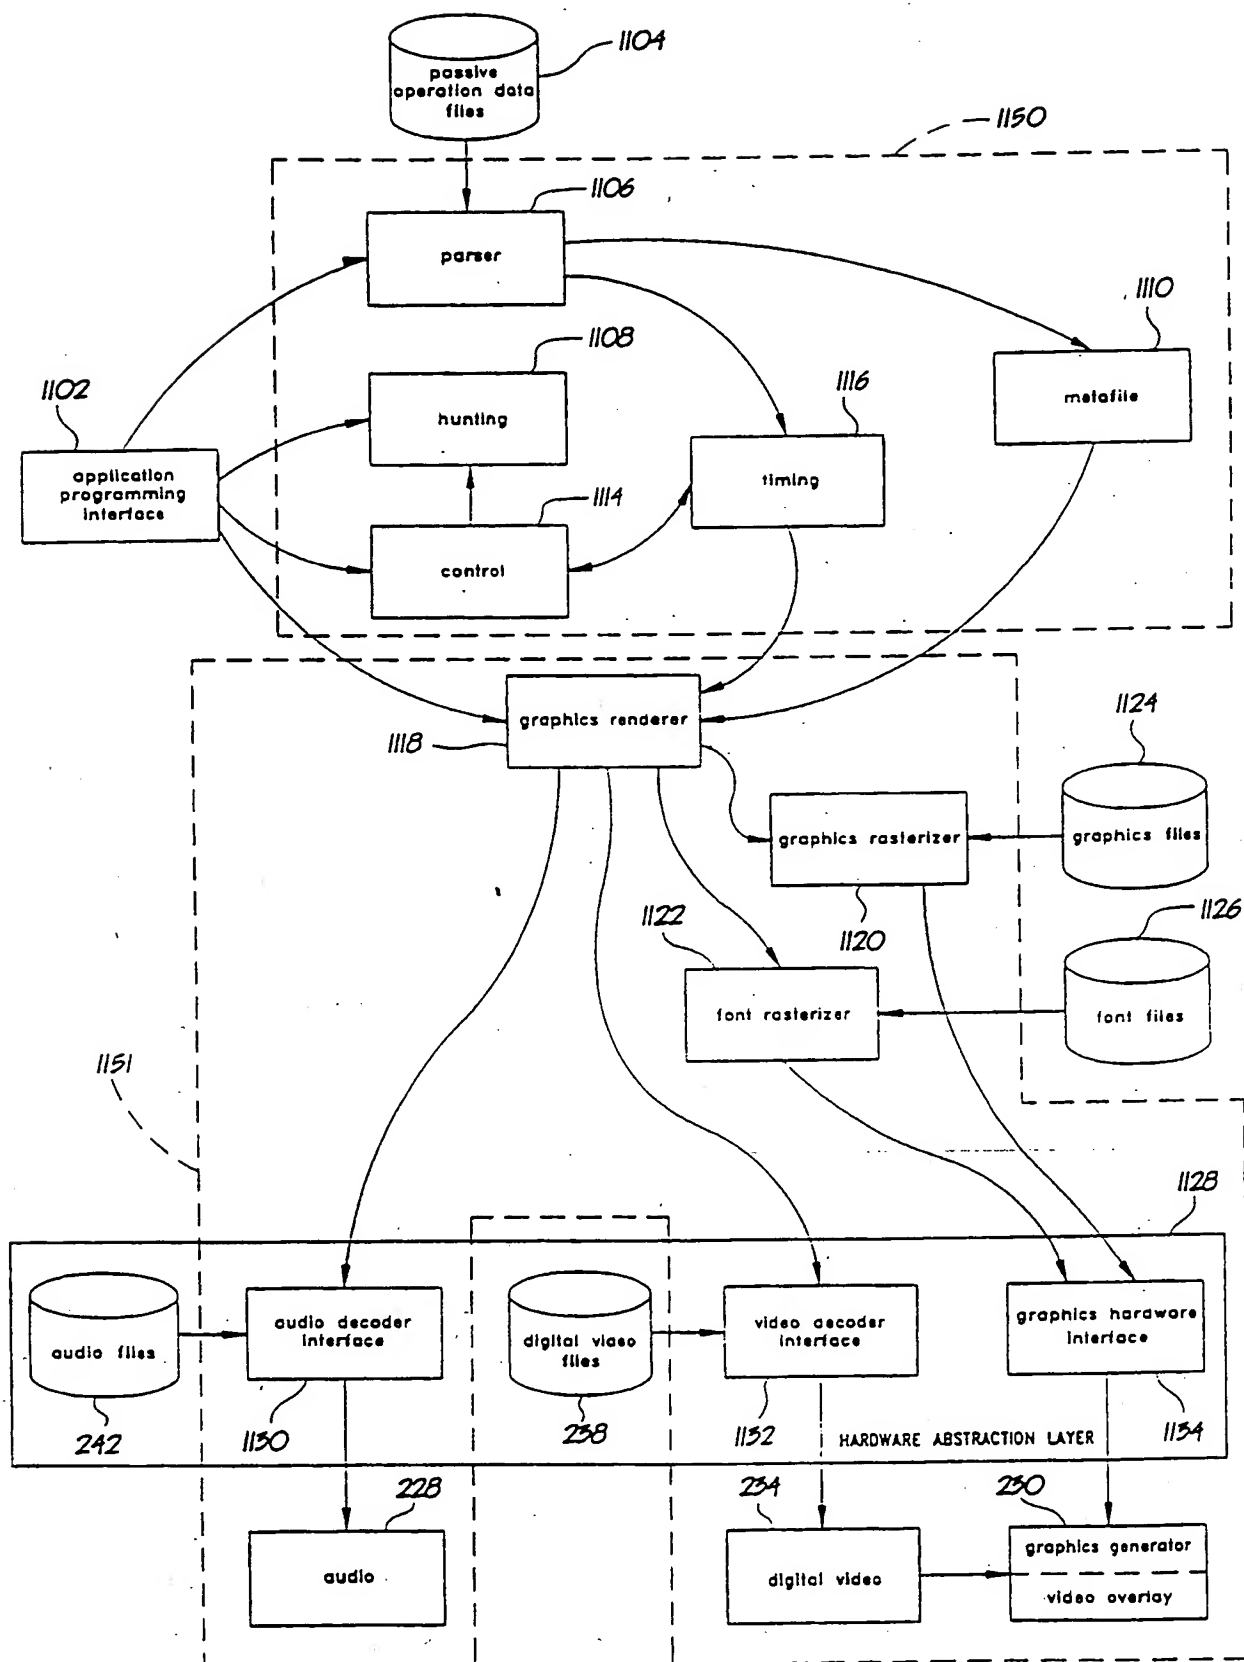 1104
passive
operation data
files
1150
1106
parser
1110
metafile
1108
hunting
1116
timing
1102
application
programming
interface
1114
control
graphics renderer
1118
1124
graphics files
graphics rasterizer
1120
1122
font rasterizer
1126
font files
1151
1128
audio files
242
audio decoder
interface
1130
digital video
files
238
video decoder
interface
1132
graphics hardware
interface
1134
HARDWARE ABSTRACTION LAYER
228
audio
234
digital video
230
graphics generator
video overlay